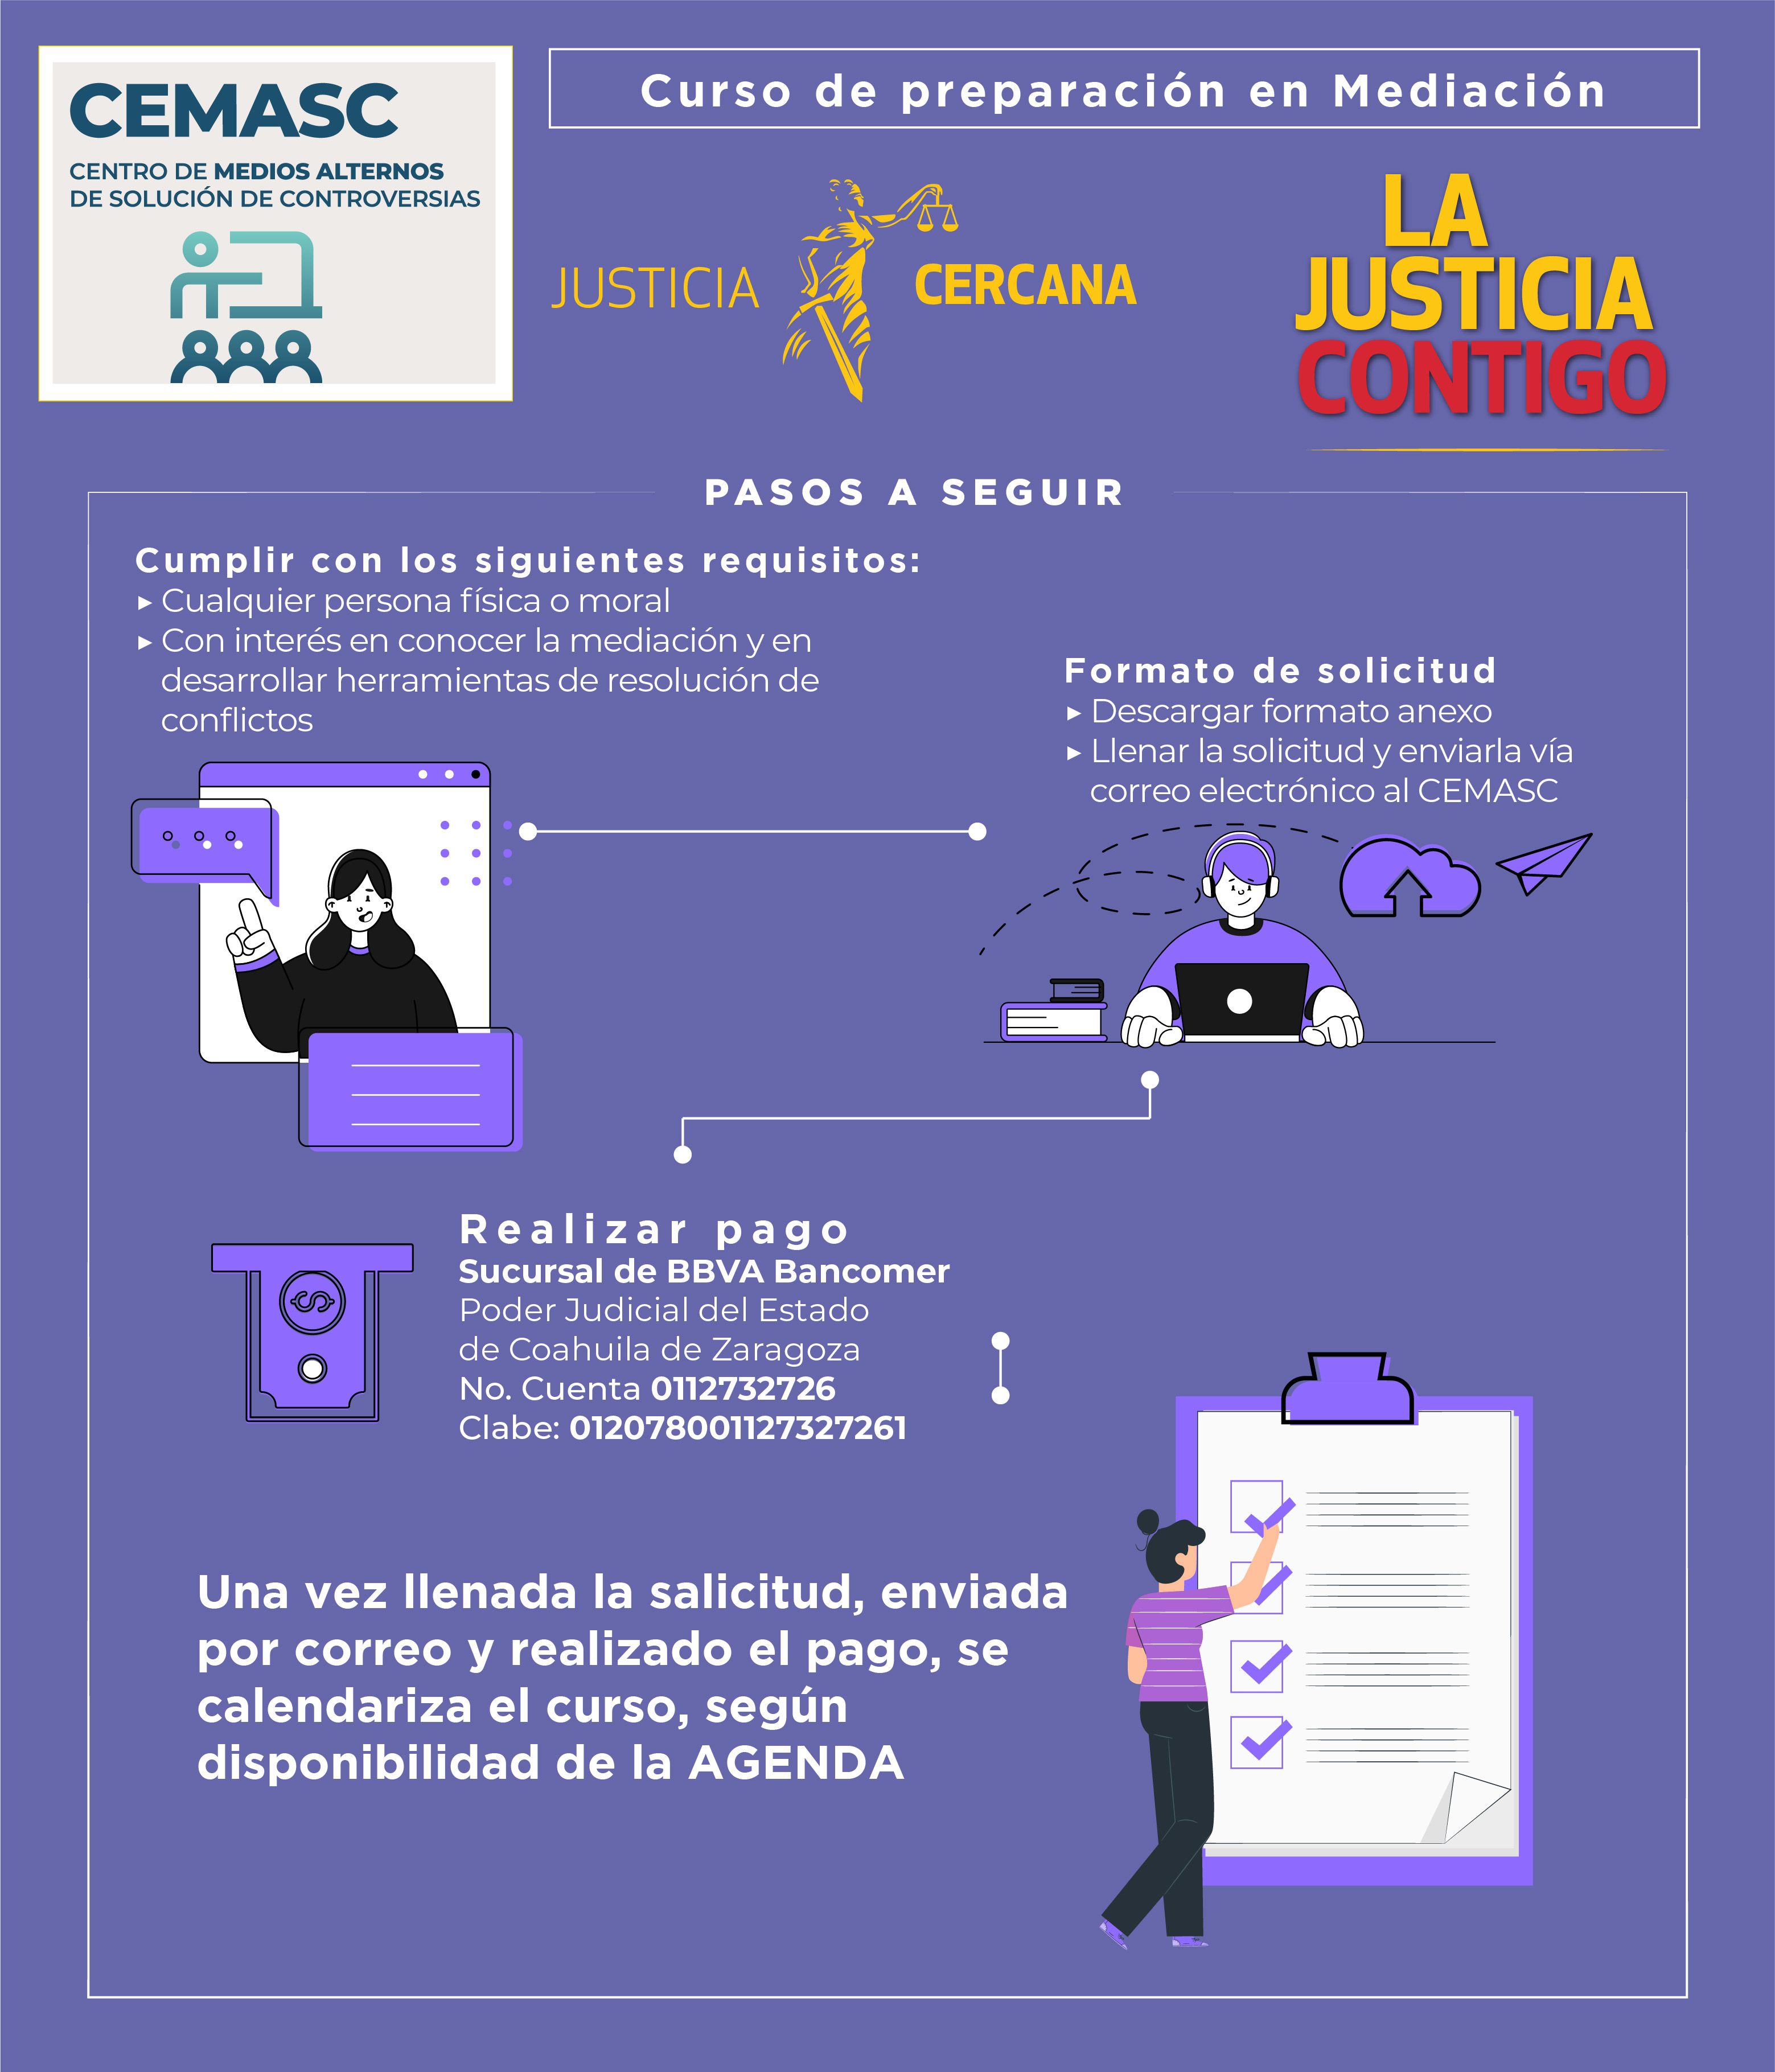 CEMASC
CENTRO DE MEDIOS ALTERNOS
DE SOLUCIÓN DE CONTROVERSIAS
Curso de preparación en Mediación
JUSTICIA CERCANA
LA
JUSTICIA
CONTIGO
PASOS A SEGUIR
Cumplir con los siguientes requisitos:
▸ Cualquier persona física o moral
▸ Con interés en conocer la mediación y en
desarrollar herramientas de resolución de
conflictos
Formato de solicitud
▸ Descargar formato anexo
▸ Llenar la solicitud y enviarla vía
correo electrónico al CEMASC
Realizar pago
Sucursal de BBVA Bancomer
Poder Judicial del Estado
de Coahuila de Zaragoza
No. Cuenta 0112732726
Clabe: 012078001127327261
Una vez llenada la salicitud, enviada
por correo y realizado el pago, se
calendariza el curso, según
disponibilidad de la AGENDA